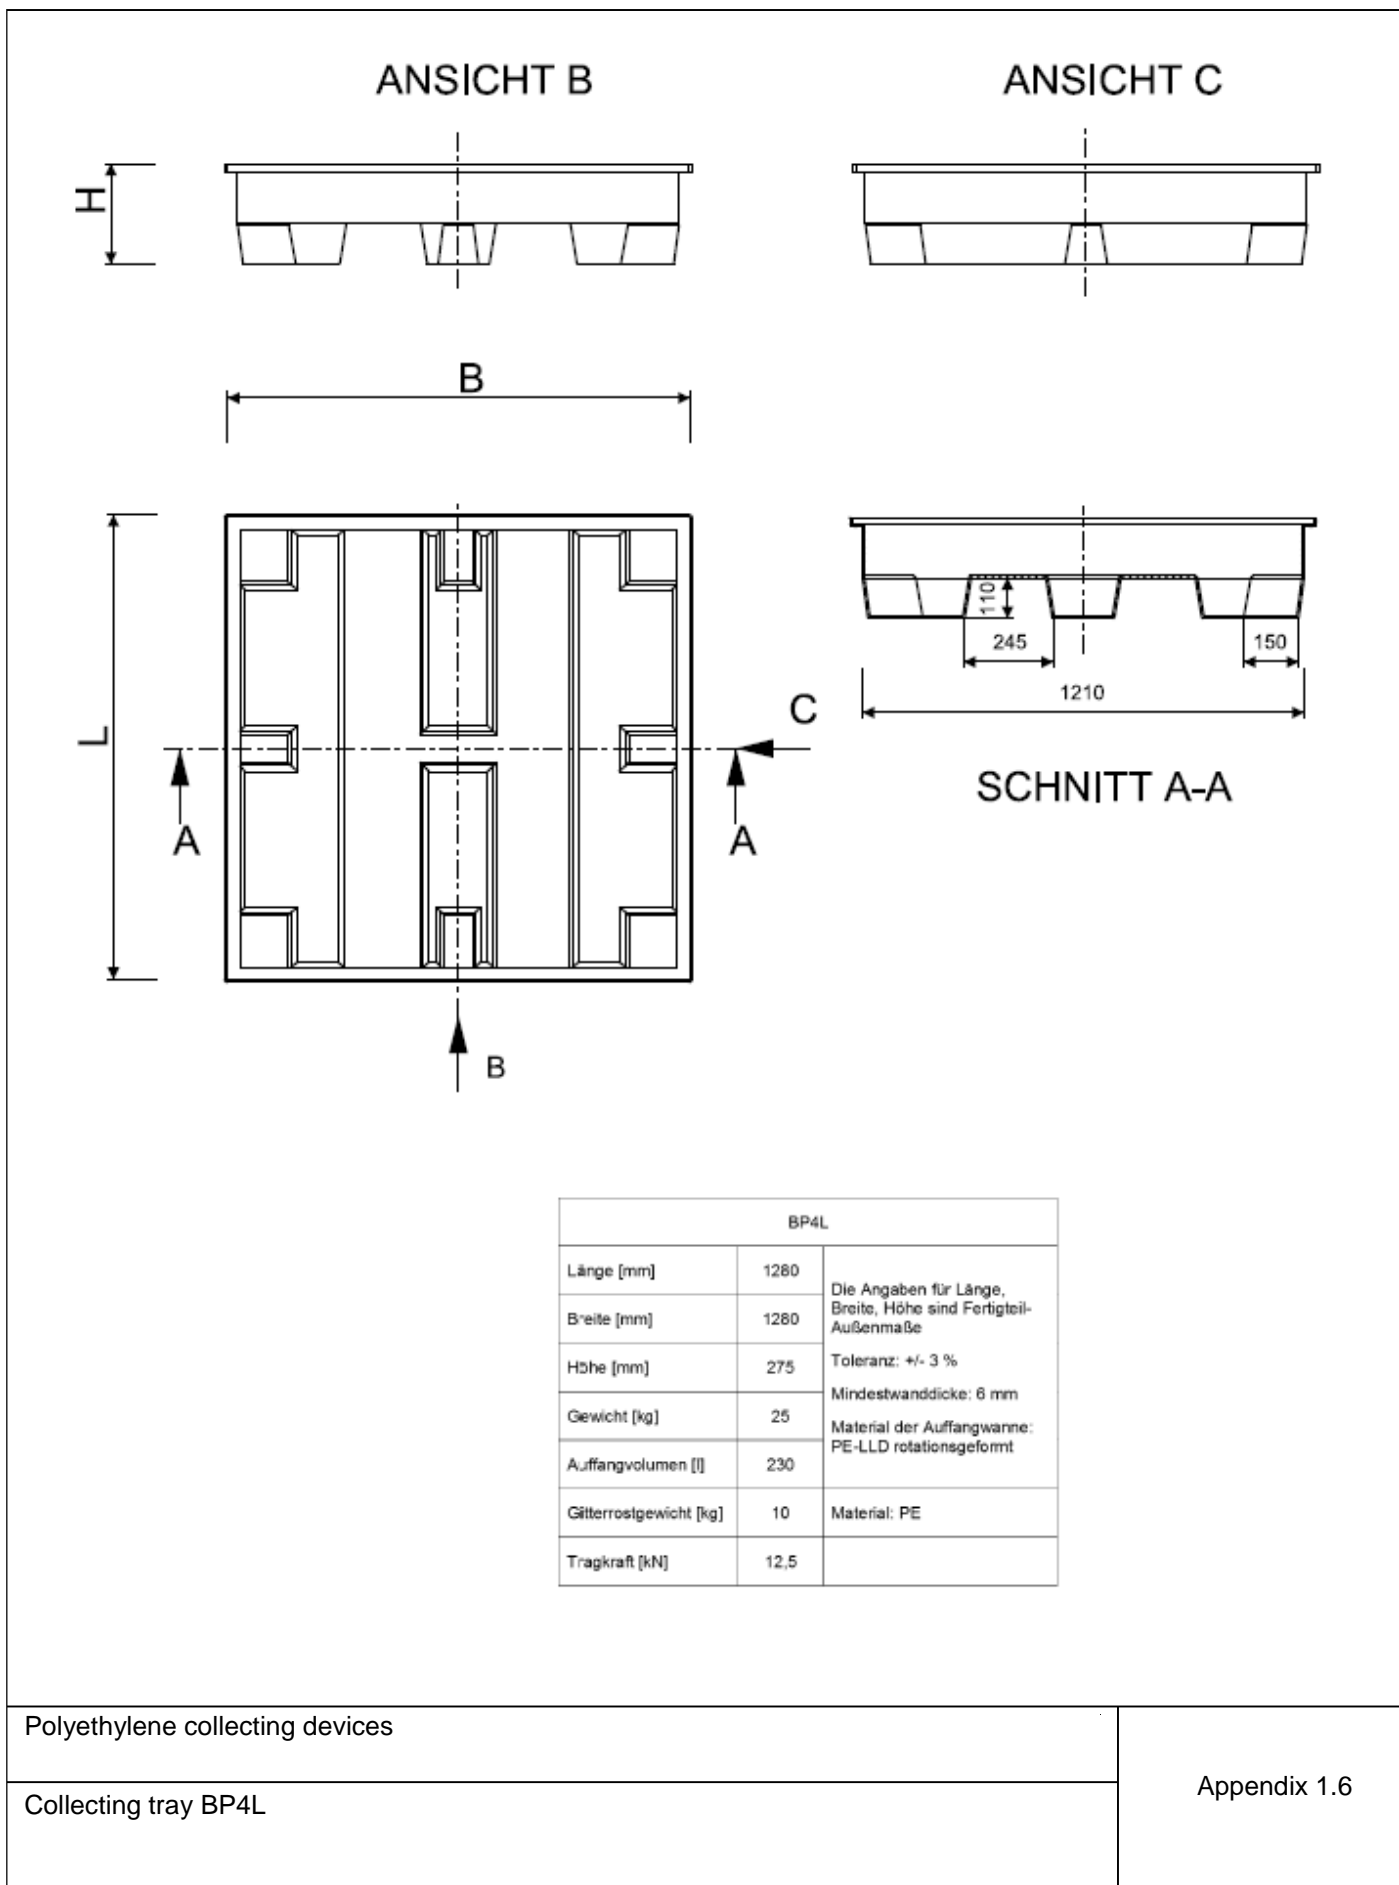 ANSICHT B
ANSICHT C
H
B
L
C
A
A
B
110
245
150
1210
SCHNITT A-A
BP4L
Länge [mm] 1280
Breite [mm] 1280
Höhe [mm] 275
Gewicht [kg] 25
Auffangvolumen [l] 230
Die Angaben für Länge,
Breite, Höhe sind Fertigteil-
Außenmaße
Toleranz: +/- 3 %
Mindestwanddicke: 6 mm
Material der Auffangwanne:
PE-LLD rotationsgeformt
Gitterrostgewicht [kg] 10 Material: PE
Tragkraft [kN] 12,5
Polyethylene collecting devices
Collecting tray BP4L
Appendix 1.6